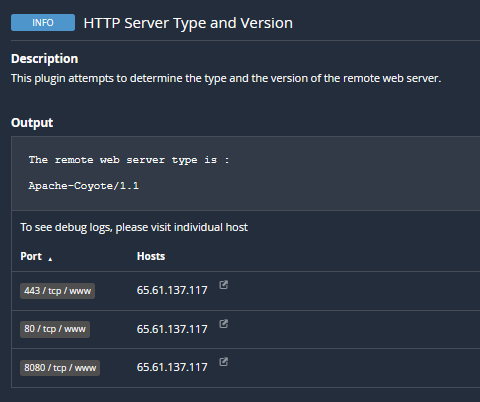 INFO HTTP Server Type and Version
Description
This plugin attempts to determine the type and the version of the remote web server.
Output
The remote web server type is :
Apache-Coyote/1.1
To see debug logs, please visit individual host
Port ▲ Hosts
443 / tcp / www 65.61.137.117
80 / tcp / www 65.61.137.117
8080 / tcp / www 65.61.137.117